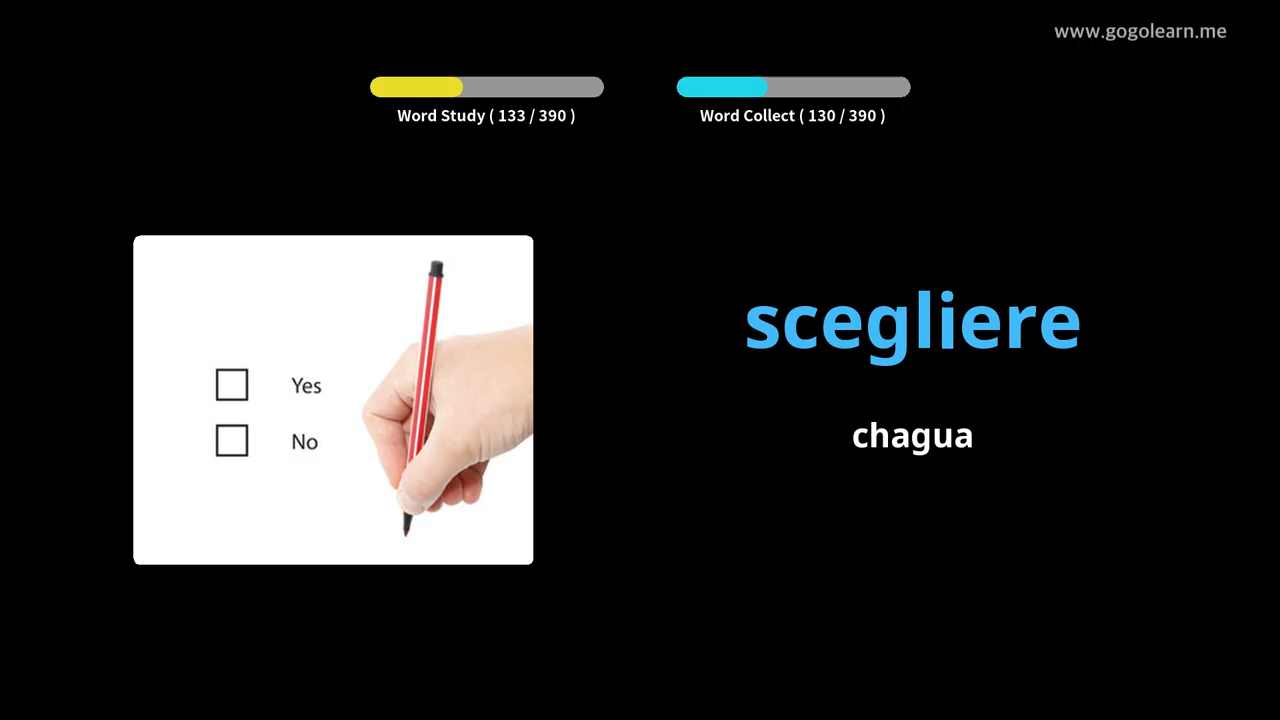 www.gogolearn.me
Word Study ( 133 / 390 )
Word Collect ( 130 / 390 )
Yes
No
scegliere
chagua